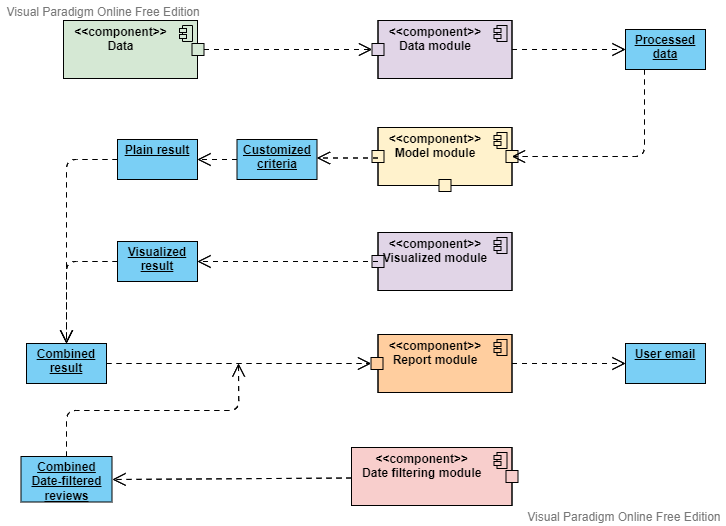 Visual Paradigm Online Free Edition
<<component>>
Data
<<component>>
Data module
Processed
data
<<component>>
Model module
Customized
criteria
Plain result
Visualized
result
<<component>>
Visualized module
Combined
result
<<component>>
Report module
User email
Combined
Date-filtered
reviews
<<component>>
Date filtering module
Visual Paradigm Online Free Edition